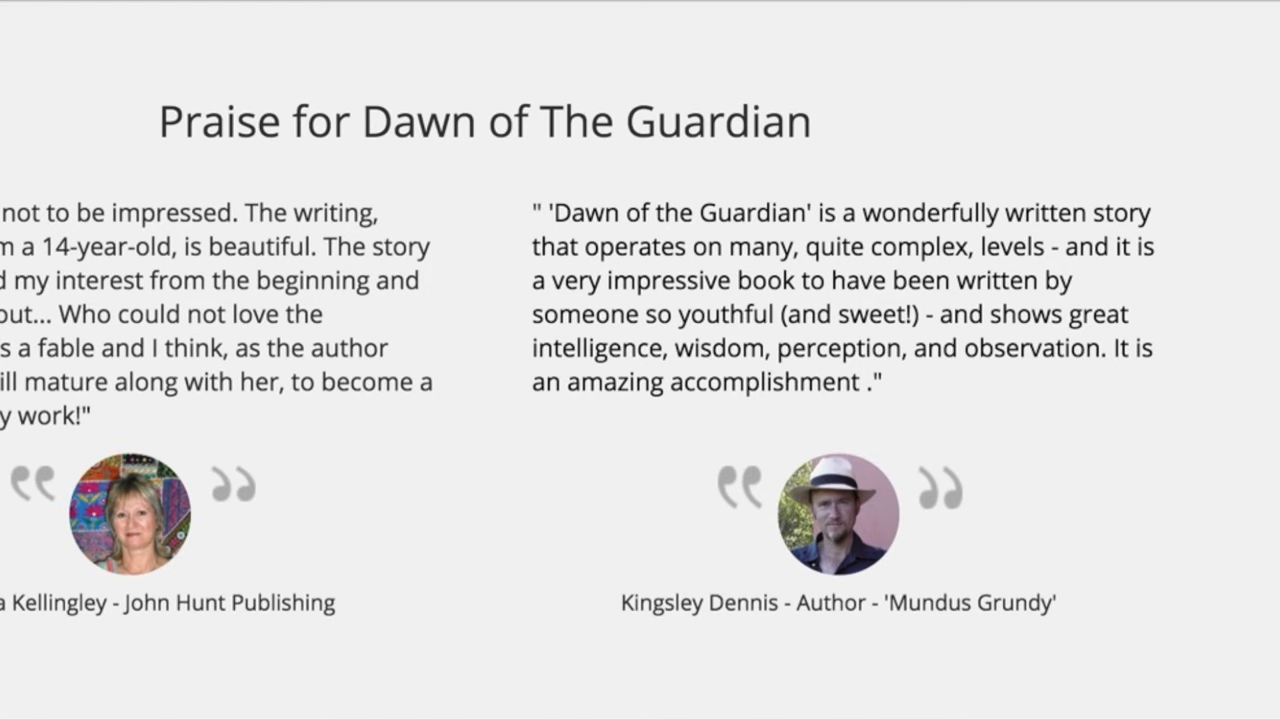 Praise for Dawn of The Guardian
not to be impressed. The writing,
a 14-year-old, is beautiful. The story
my interest from the beginning and
out... Who could not love the
s a fable and I think, as the author
ill mature along with her, to become a
y work!"
" 'Dawn of the Guardian' is a wonderfully written story
that operates on many, quite complex, levels - and it is
a very impressive book to have been written by
someone so youthful (and sweet!) - and shows great
intelligence, wisdom, perception, and observation. It is
an amazing accomplishment ."
a Kellingley - John Hunt Publishing
Kingsley Dennis - Author - 'Mundus Grundy'